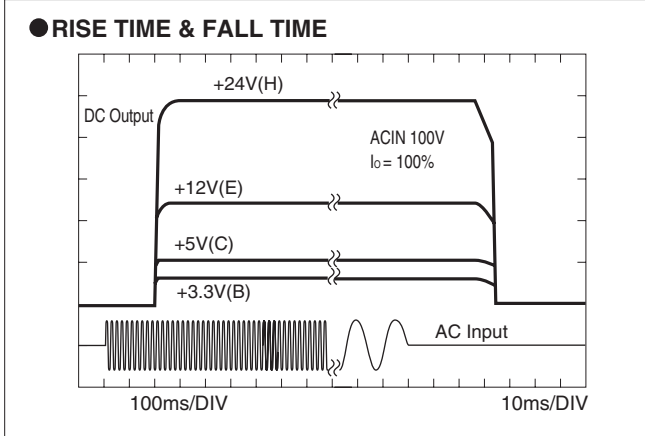 ●RISE TIME & FALL TIME
+24V(H)
DC Output
ACIN 100V
Io = 100%
+12V(E)
+5V(C)
+3.3V(B)
AC Input
100ms/DIV
10ms/DIV